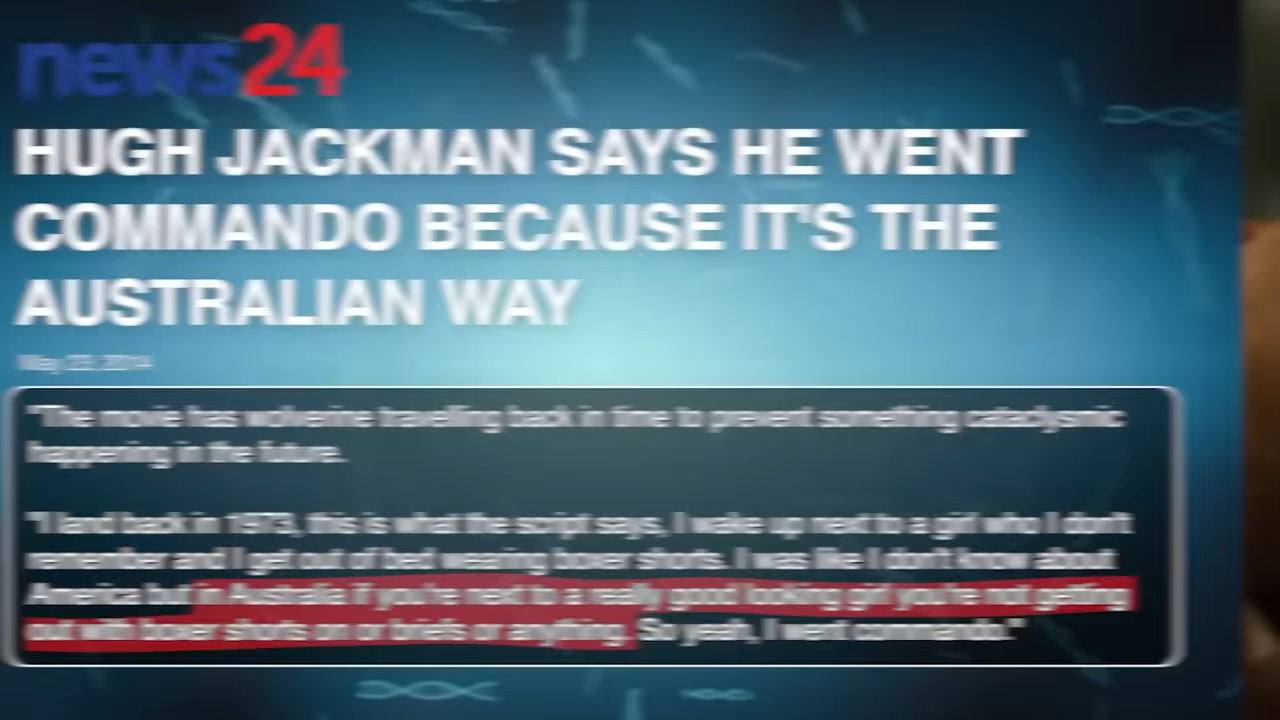 news24
HUGH JACKMAN SAYS HE WENT
COMMANDO BECAUSE IT'S THE
AUSTRALIAN WAY
May 23, 2014
"The movie has wolverine travelling back in time to prevent something cataclysmic
happening in the future.
"I land back in 1973, this is what the script says, I wake up next to a girl who I don't
remember and I get out of bed wearing boxer shorts. I was like I don't know about
America but in Australia if you're next to a really good looking girl you're not getting
out with boxer shorts on or briefs or anything. So yeah, I went commando."